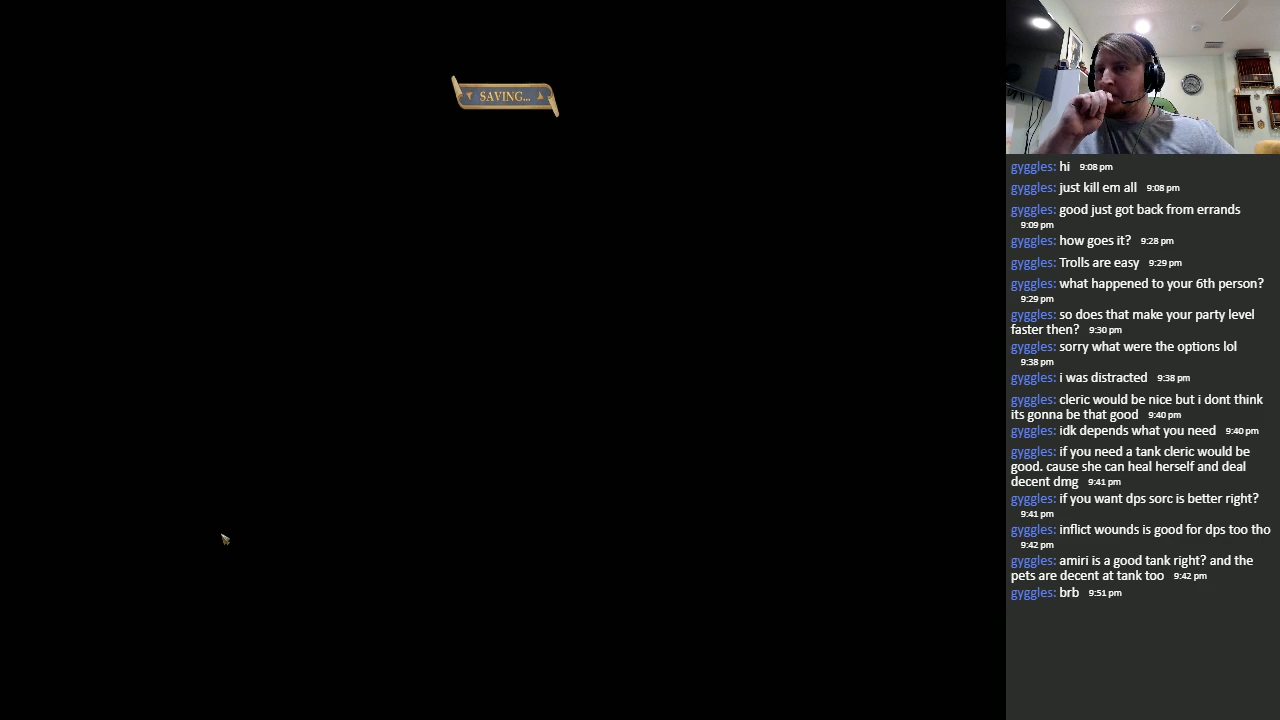 SAVING...
gyggles: hi 9:08 pm
gyggles: just kill em all 9:08 pm
gyggles: good just got back from errands
9:09 pm
gyggles: how goes it? 9:28 pm
gyggles: Trolls are easy 9:29 pm
gyggles: what happened to your 6th person?
9:29 pm
gyggles: so does that make your party level
faster then? 9:30 pm
gyggles: sorry what were the options lol
9:38 pm
gyggles: i was distracted 9:38 pm
gyggles: cleric would be nice but i dont think
its gonna be that good 9:40 pm
gyggles: idk depends what you need 9:40 pm
gyggles: if you need a tank cleric would be
good. cause she can heal herself and deal
decent dmg 9:41 pm
gyggles: if you want dps sorc is better right?
9:41 pm
gyggles: inflict wounds is good for dps too tho
9:42 pm
gyggles: amiri is a good tank right? and the
pets are decent at tank too 9:42 pm
gyggles: brb 9:51 pm